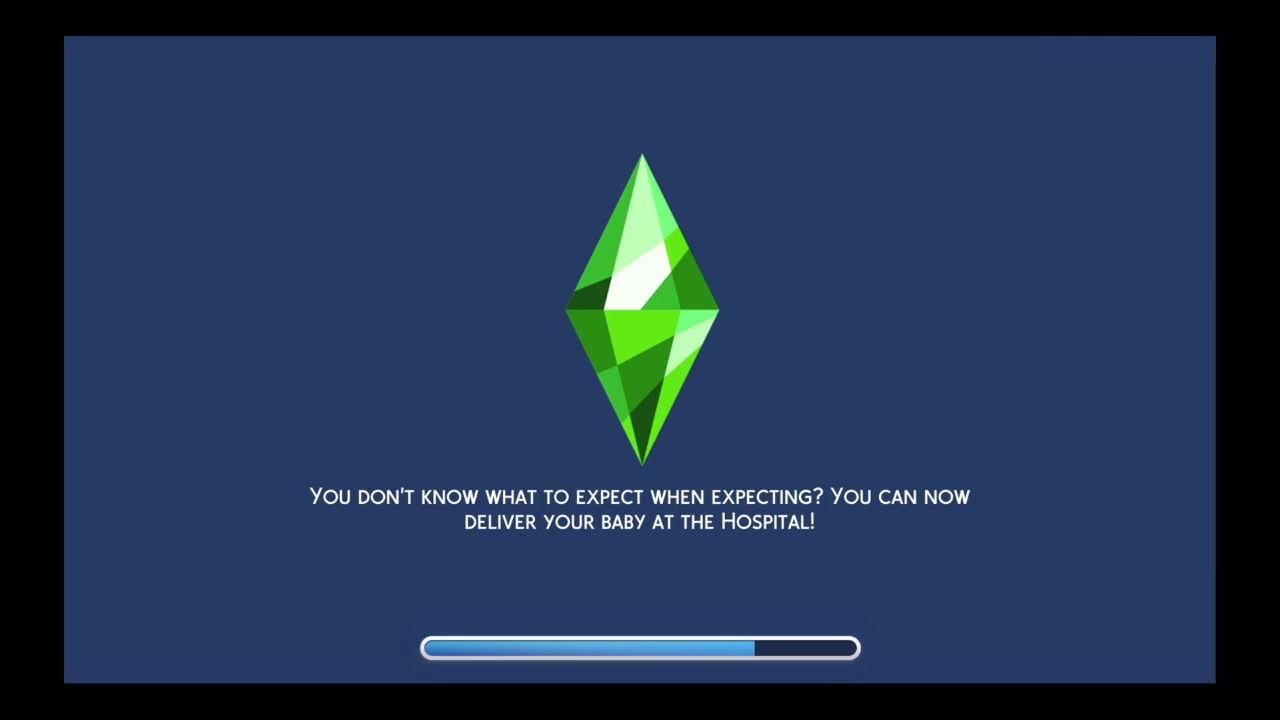 You don't know what to expect when expecting? You can now
deliver your baby at the Hospital!